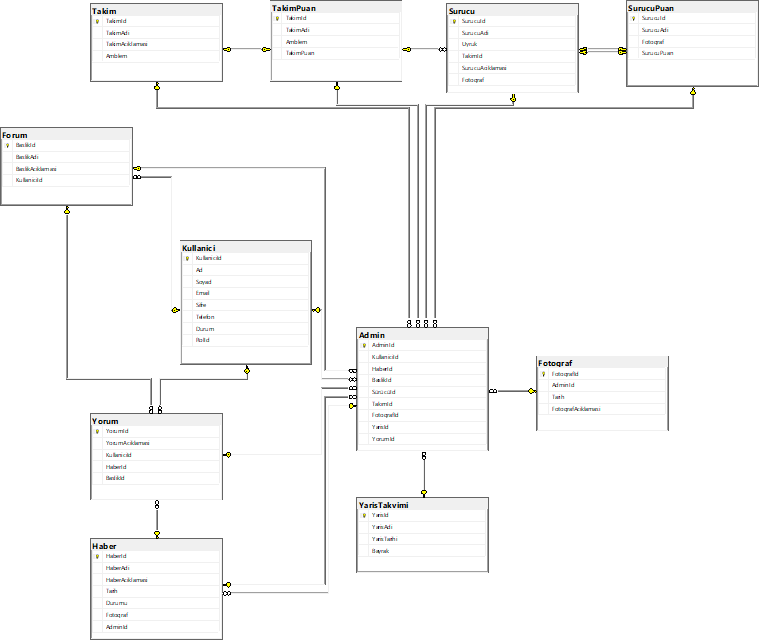 Takim
TakimId
TakimAdi
TakimAciklamasi
Amblem
TakimPuan
TakimId
TakimAdi
Amblem
TakimPuan
Surucu
SurucuId
SurucuAdi
Uyruk
TakimId
SurucuAciklamasi
Fotograf
SurucuPuan
SurucuId
SurucuAdi
Fotograf
SurucuPuan
Forum
BaslikId
BaslikAdi
BaslikAciklamasi
KullaniciId
Kullanici
KullaniciId
Ad
Soyad
Email
Sifre
Telefon
Durum
RolId
Admin
AdminId
KullaniciId
HaberId
BaslikId
SurucuId
TakimId
FotografId
YarisId
YorumId
Fotograf
FotografId
AdminId
Tarih
FotografAciklamasi
Yorum
YorumId
YorumAciklamasi
KullaniciId
HaberId
BaslikId
YarisTakvimi
YarisId
YarisAdi
YarisTarihi
Bayrak
Haber
HaberId
HaberAdi
HaberAciklamasi
Tarih
Durumu
Fotograf
AdminId